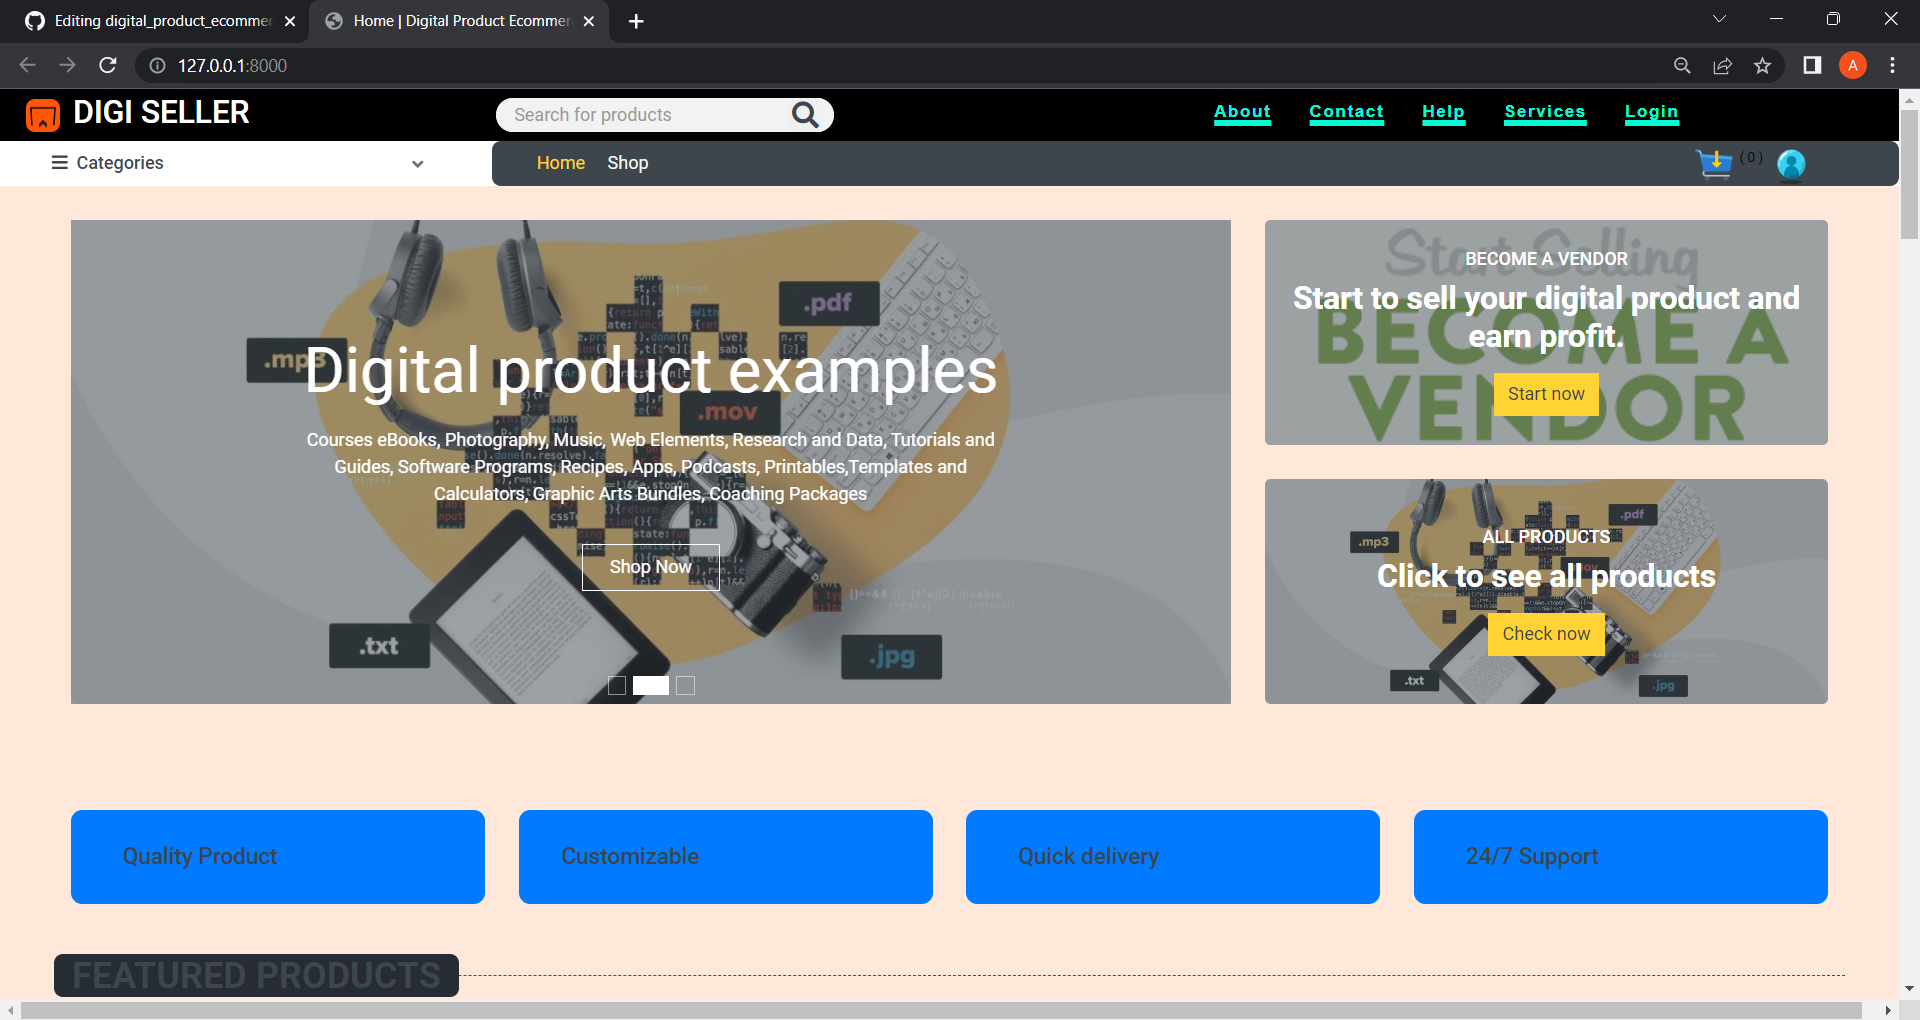 Editing digital_product_ecommer
Home | Digital Product Ecommer
127.0.0.1:8000
A
DIGI SELLER
Search for products
About
Contact
Help
Services
Login
Categories
Home
Shop
(0)
.mp3
.pdf
.mov
Digital product examples
Courses eBooks, Photography, Music, Web Elements, Research and Data, Tutorials and
Guides, Software Programs, Recipes, Apps, Podcasts, Printables,Templates and
Calculators, Graphic Arts Bundles, Coaching Packages
Shop Now
.txt
.jpg
Start Selling
BECOME A
VENDOR
BECOME A VENDOR
Start to sell your digital product and
earn profit.
Start now
.mp3
.pdf
ALL PRODUCTS
Click to see all products
Check now
.txt
.jpg
Quality Product
Customizable
Quick delivery
24/7 Support
FEATURED PRODUCTS